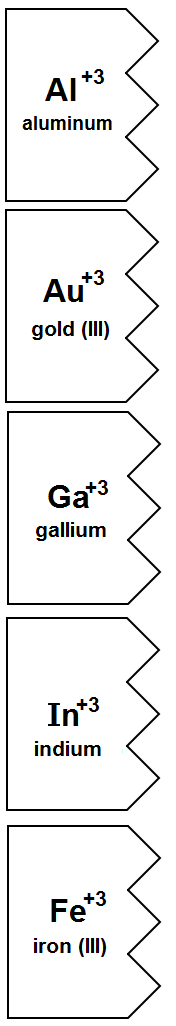 Al+3
aluminum
Au+3
gold (III)
Ga+3
gallium
In+3
indium
Fe+3
iron (III)